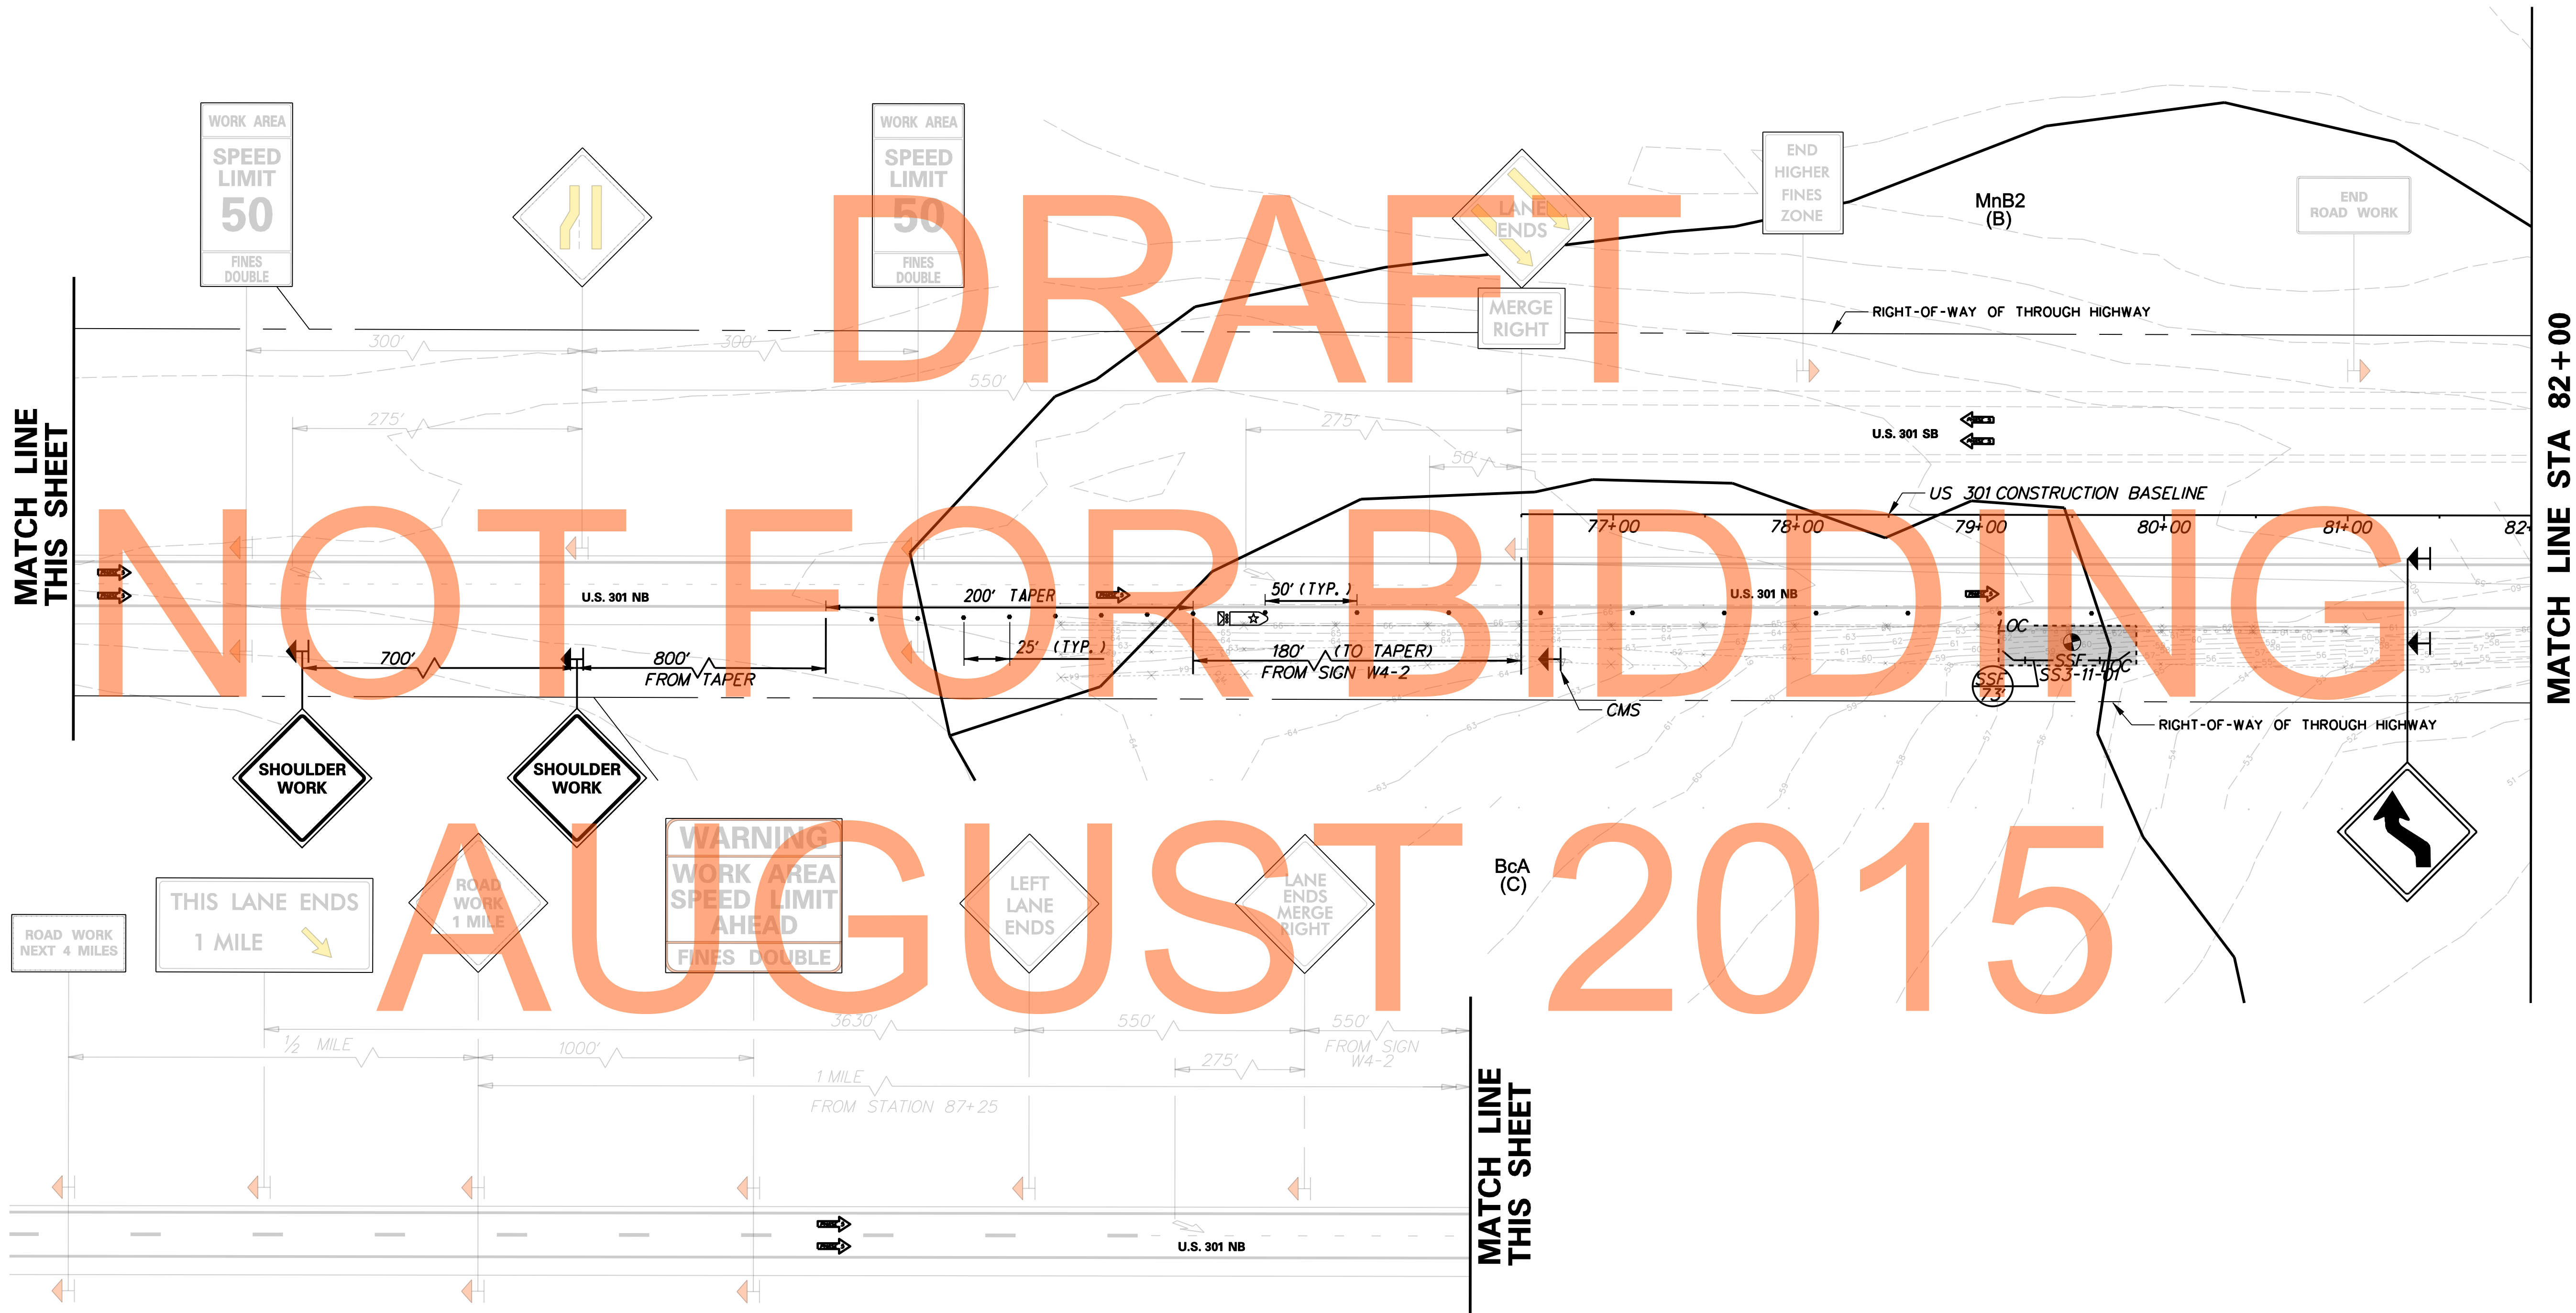 WORK AREA
SPEED
LIMIT
50
FINES
DOUBLE
WORK AREA
SPEED
LIMIT
50
FINES
DOUBLE
LANE
ENDS
MERGE
RIGHT
END
HIGHER
FINES
ZONE
MnB2
(B)
END
ROAD WORK
DRAFT
RIGHT-OF-WAY OF THROUGH HIGHWAY
300'
300'
550'
275'
275'
50'
U.S. 301 SB
MATCH LINE
THIS SHEET
MATCH LINE STA 82+00
US 301 CONSTRUCTION BASELINE
77+00
78+00
79+00
80+00
81+00
82+
NOT FOR BIDDING
U.S. 301 NB
200' TAPER
50' (TYP.)
U.S. 301 NB
25' (TYP.)
700'
800'
FROM TAPER
180' (TO TAPER)
FROM SIGN W4-2
LOC
SSF
LOC
SS3-11-01
SSF
73'
CMS
RIGHT-OF-WAY OF THROUGH HIGHWAY
SHOULDER
WORK
SHOULDER
WORK
AUGUST 2015
BcA
(C)
ROAD WORK
NEXT 4 MILES
THIS LANE ENDS
1 MILE
ROAD
WORK
1 MILE
WARNING
WORK AREA
SPEED LIMIT
AHEAD
FINES DOUBLE
LEFT
LANE
ENDS
LANE
ENDS
MERGE
RIGHT
3630'
550'
550'
FROM SIGN
W4-2
1/2 MILE
1000'
275'
1 MILE
FROM STATION 87+25
U.S. 301 NB
MATCH LINE
THIS SHEET